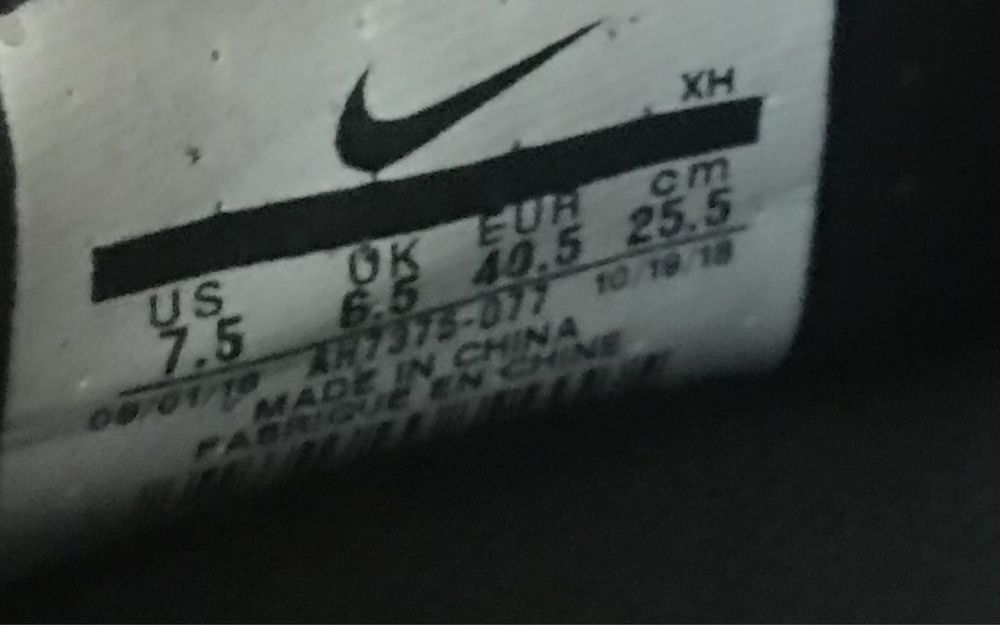 XH
US UK EUR cm
7.5 6.5 40.5 25.5
08/01/18 AH7375-077 10/19/18
MADE IN CHINA
FABRIQUE EN CHINE